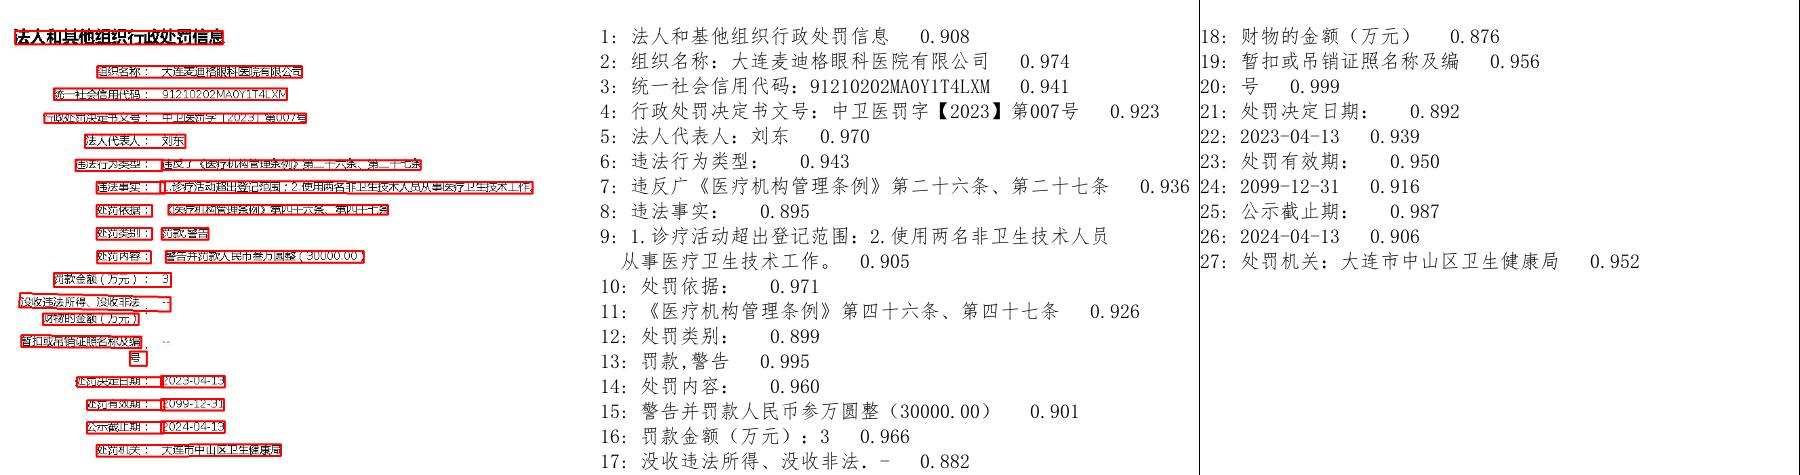 法人和其他组织行政处罚信息
组织名称： 大连麦迪格眼科医院有限公司
统一社会信用代码： 91210202MA0Y1T4LXM
行政处罚决定书文号： 中卫医罚字【2023】第007号
法人代表人： 刘东
违法行为类型： 违反了《医疗机构管理条例》第二十六条、第二十七条
违法事实： 1.诊疗活动超出登记范围；2.使用两名非卫生技术人员从事医疗卫生技术工作。
处罚依据： 《医疗机构管理条例》第四十六条、第四十七条
处罚类别： 罚款,警告
处罚内容： 警告并罚款人民币叁万圆整（30000.00）
罚款金额（万元）： 3
没收违法所得、没收非法 --
财物的金额（万元）：
暂扣或吊销证照名称及编 --
号：
处罚决定日期： 2023-04-13
处罚有效期： 2099-12-31
公示截止期： 2024-04-13
处罚机关： 大连市中山区卫生健康局
1: 法人和基他组织行政处罚信息 0.908
2: 组织名称：大连麦迪格眼科医院有限公司 0.974
3: 统一社会信用代码：91210202MA0Y1T4LXM 0.941
4: 行政处罚决定书文号：中卫医罚字【2023】第007号 0.923
5: 法人代表人：刘东 0.970
6: 违法行为类型： 0.943
7: 违反广《医疗机构管理条例》第二十六条、第二十七条 0.936
8: 违法事实： 0.895
9: 1.诊疗活动超出登记范围：2.使用两名非卫生技术人员
从事医疗卫生技术工作。 0.905
10: 处罚依据： 0.971
11: 《医疗机构管理条例》第四十六条、第四十七条 0.926
12: 处罚类别： 0.899
13: 罚款,警告 0.995
14: 处罚内容： 0.960
15: 警告并罚款人民币参万圆整（30000.00） 0.901
16: 罚款金额（万元）：3 0.966
17: 没收违法所得、没收非法．- 0.882
18: 财物的金额（万元） 0.876
19: 暂扣或吊销证照名称及编 0.956
20: 号 0.999
21: 处罚决定日期： 0.892
22: 2023-04-13 0.939
23: 处罚有效期： 0.950
24: 2099-12-31 0.916
25: 公示截止期： 0.987
26: 2024-04-13 0.906
27: 处罚机关：大连市中山区卫生健康局 0.952